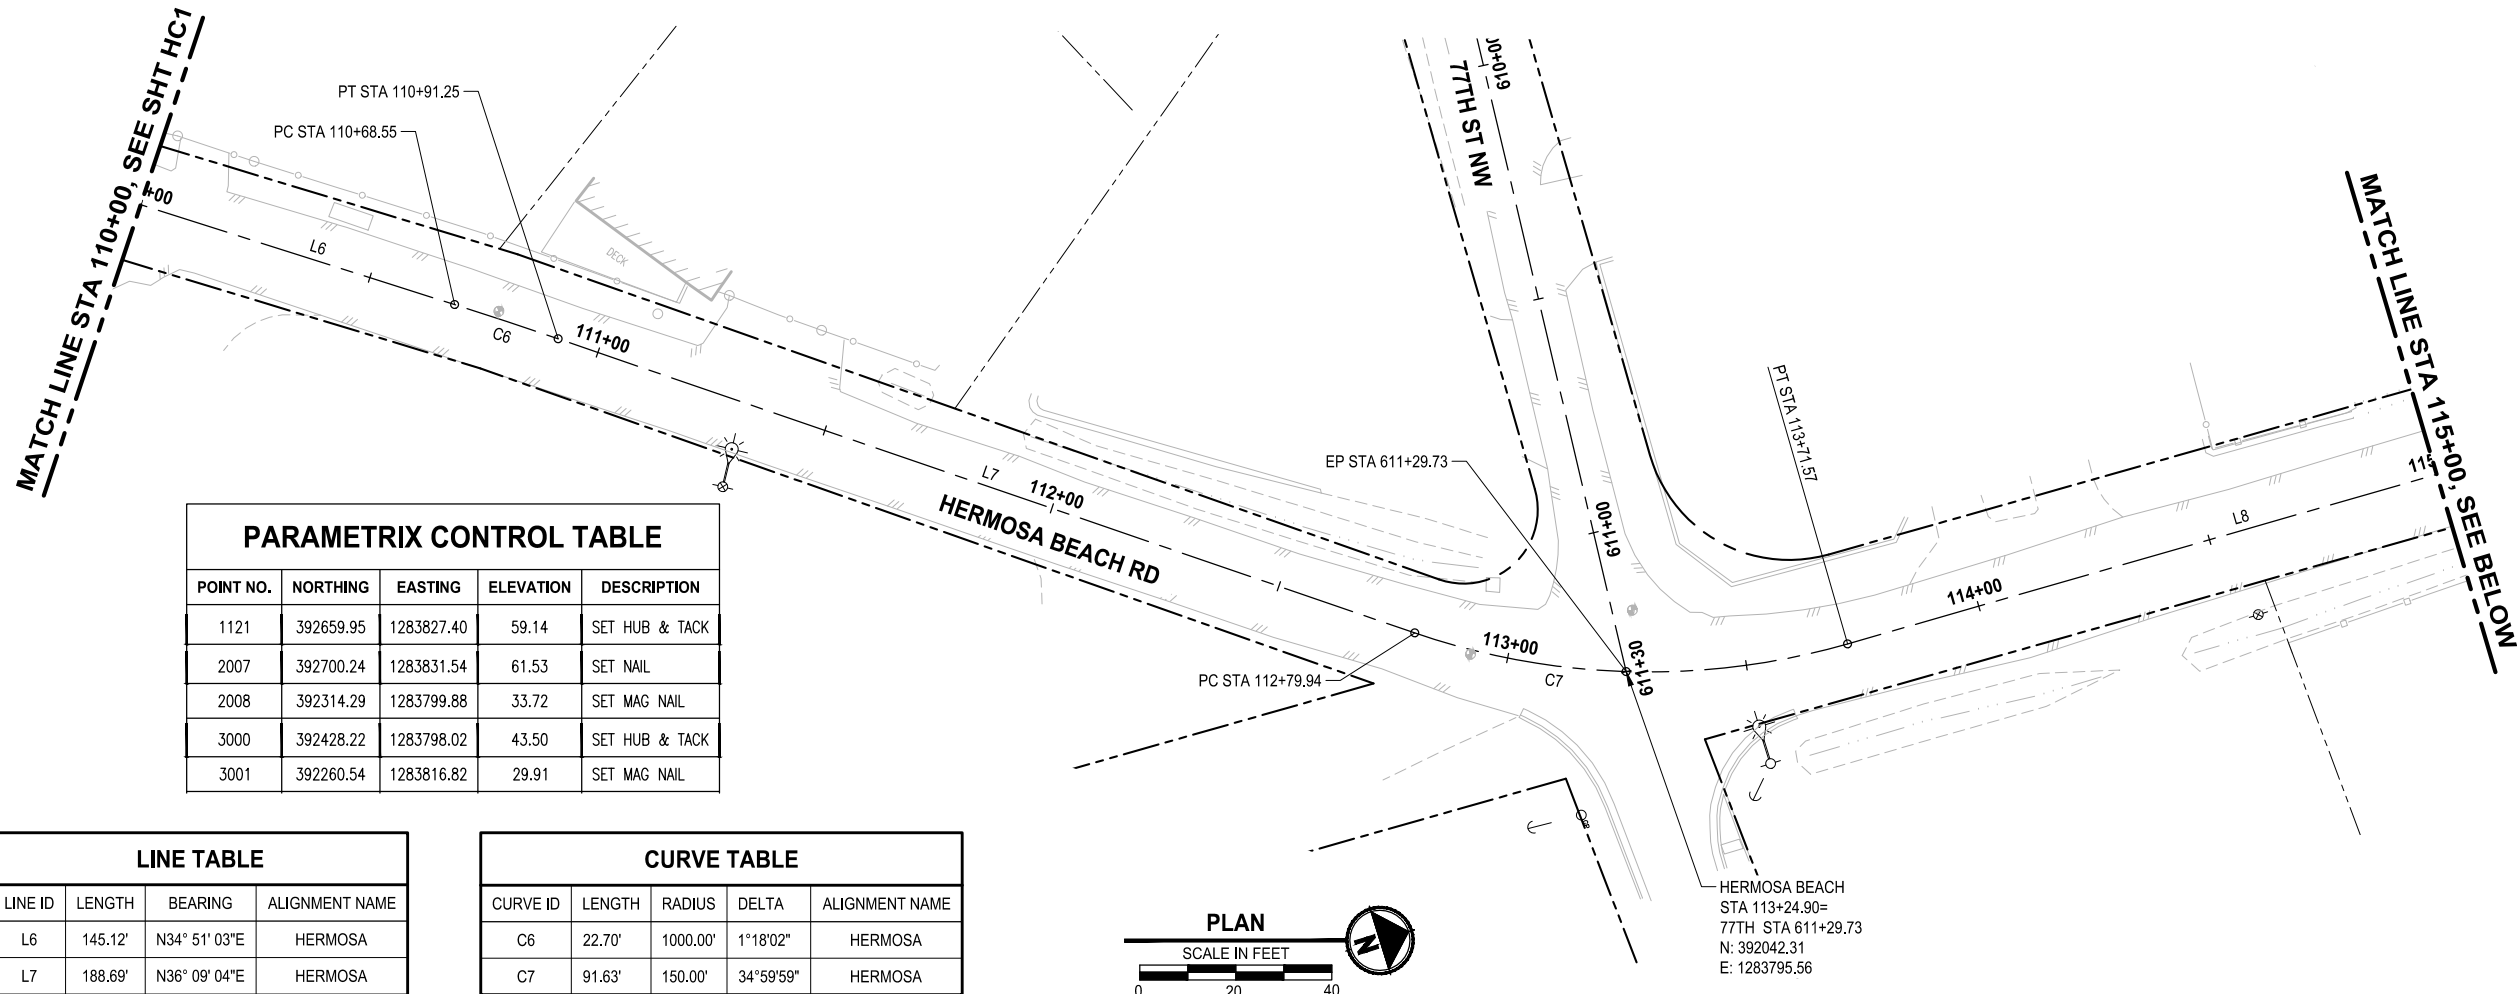 MATCH LINE STA 110+00, SEE SHT HC1
+00
PT STA 110+91.25
PC STA 110+68.55
L6
C6
DECK
111+00
L7
112+00
HERMOSA BEACH RD
77TH ST NW
610+00
EP STA 611+29.73
611+00
611+30
PC STA 112+79.94
113+00
C7
PT STA 113+71.57
114+00
L8
115
MATCH LINE STA 115+00, SEE BELOW
PARAMETRIX CONTROL TABLE
POINT NO. NORTHING EASTING ELEVATION DESCRIPTION
1121 392659.95 1283827.40 59.14 SET HUB & TACK
2007 392700.24 1283831.54 61.53 SET NAIL
2008 392314.29 1283799.88 33.72 SET MAG NAIL
3000 392428.22 1283798.02 43.50 SET HUB & TACK
3001 392260.54 1283816.82 29.91 SET MAG NAIL
LINE TABLE
LINE ID LENGTH BEARING ALIGNMENT NAME
L6 145.12' N34° 51' 03"E HERMOSA
L7 188.69' N36° 09' 04"E HERMOSA
CURVE TABLE
CURVE ID LENGTH RADIUS DELTA ALIGNMENT NAME
C6 22.70' 1000.00' 1°18'02" HERMOSA
C7 91.63' 150.00' 34°59'59" HERMOSA
PLAN
SCALE IN FEET
0 20 40
N
HERMOSA BEACH
STA 113+24.90=
77TH STA 611+29.73
N: 392042.31
E: 1283795.56